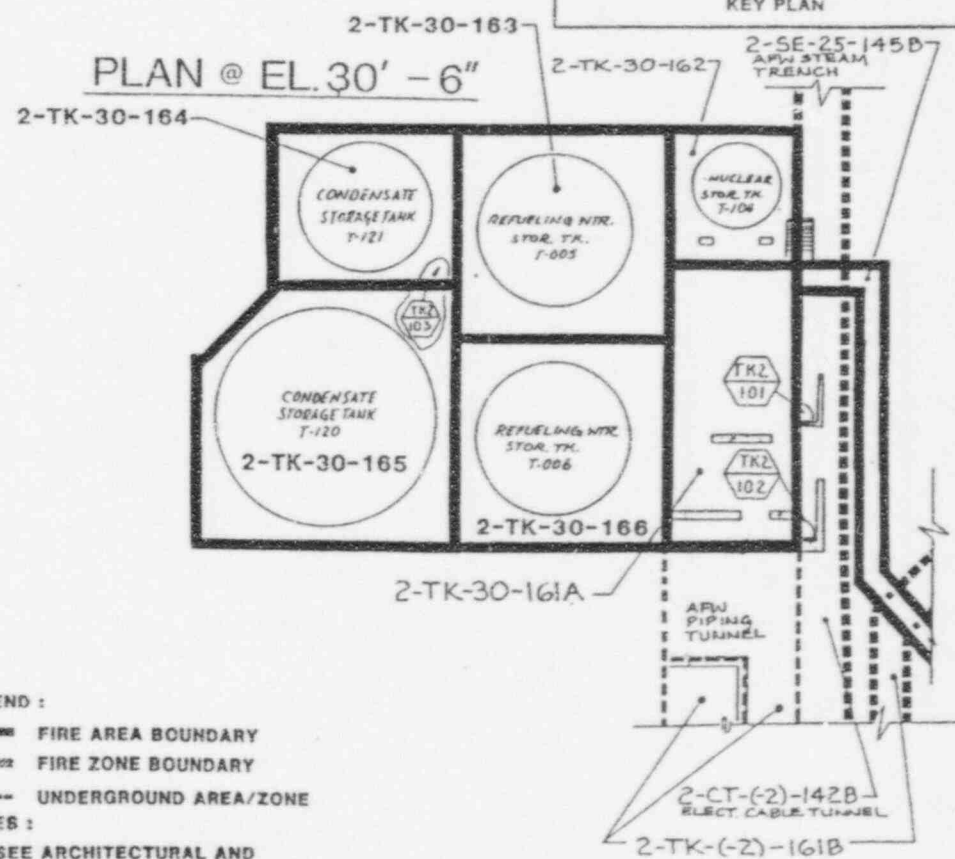 KEY PLAN
2-TK-30-163
2-SE-25-145B
AFW STEAM
TRENCH
2-TK-30-162
PLAN @ EL. 30' - 6"
2-TK-30-164
CONDENSATE
STORAGE TANK
T-121
REFUELING WTR.
STOR. TK.
T-005
NUCLEAR
STOR. TK
T-104
TK2
103
CONDENSATE
STORAGE TANK
T-120
2-TK-30-165
REFUELING WTR.
STOR. TK.
T-006
2-TK-30-166
TK2
101
TK2
102
2-TK-30-161A
AFW
PIPING
TUNNEL
END :
FIRE AREA BOUNDARY
FIRE ZONE BOUNDARY
UNDERGROUND AREA/ZONE
ES :
SEE ARCHITECTURAL AND
2-CT-(-2)-142B
ELECT. CABLE TUNNEL
2-TK-(-2)-161B